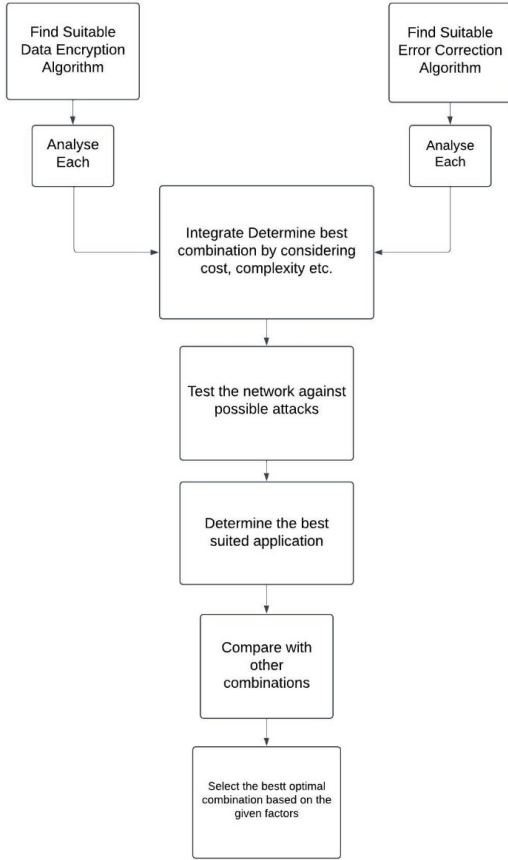 Find Suitable
Data Encryption
Algorithm
Find Suitable
Error Correction
Algorithm
Analyse
Each
Analyse
Each
Integrate Determine best
combination by considering
cost, complexity etc.
Test the network against
possible attacks
Determine the best
suited application
Compare with
other
combinations
Select the bestt optimal
combination based on the
given factors